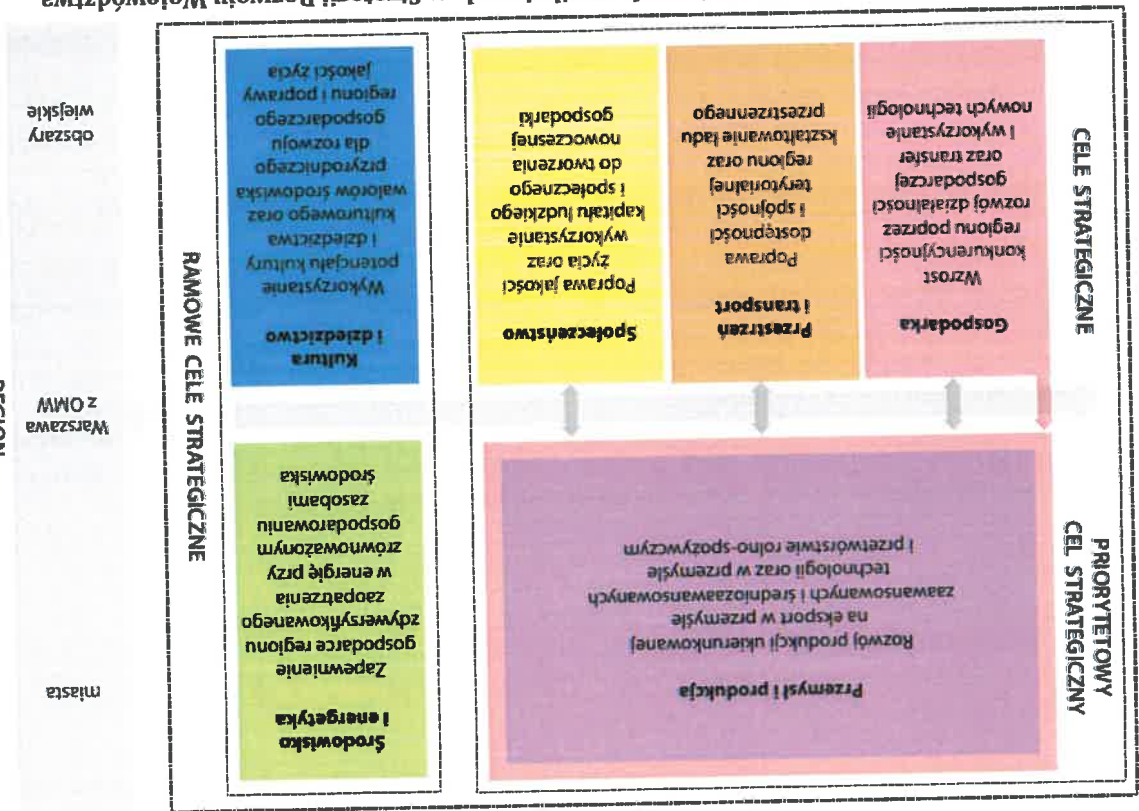 PRIORYTETOWY
CEL STRATEGICZNY
Przemysł i produkcja
Rozwój produkcji ukierunkowanej
na eksport w przemyśle
zaawansowanych i średniozaawansowanych
technologii oraz w przemyśle
i przetwórstwie rolno-spożywczym
CELE STRATEGICZNE
Gospodarka
Wzrost
konkurencyjności
regionu poprzez
rozwój działalności
gospodarczej
oraz transfer
i wykorzystanie
nowych technologii
Przestrzeń
i transport
Poprawa
dostępności
i spójności
terytorialnej
regionu oraz
kształtowanie ładu
przestrzennego
Społeczeństwo
Poprawa jakości
życia oraz
wykorzystanie
kapitału ludzkiego
i społecznego
do tworzenia
nowoczesnej
gospodarki
RAMOWE CELE STRATEGICZNE
Środowisko
i energetyka
Zapewnienie
gospodarce regionu
zdywersyfikowanego
zaopatrzenia
w energię przy
zrównoważonym
gospodarowaniu
zasobami
środowiska
Kultura
i dziedzictwo
Wykorzystanie
potencjału kultury
i dziedzictwa
kulturowego oraz
walorów środowiska
przyrodniczego
dla rozwoju
gospodarczego
regionu i poprawy
jakości życia
miasta
Warszawa
z OMW
obszary
wiejskie
REGION
w Strategii Rozwoju Województwa